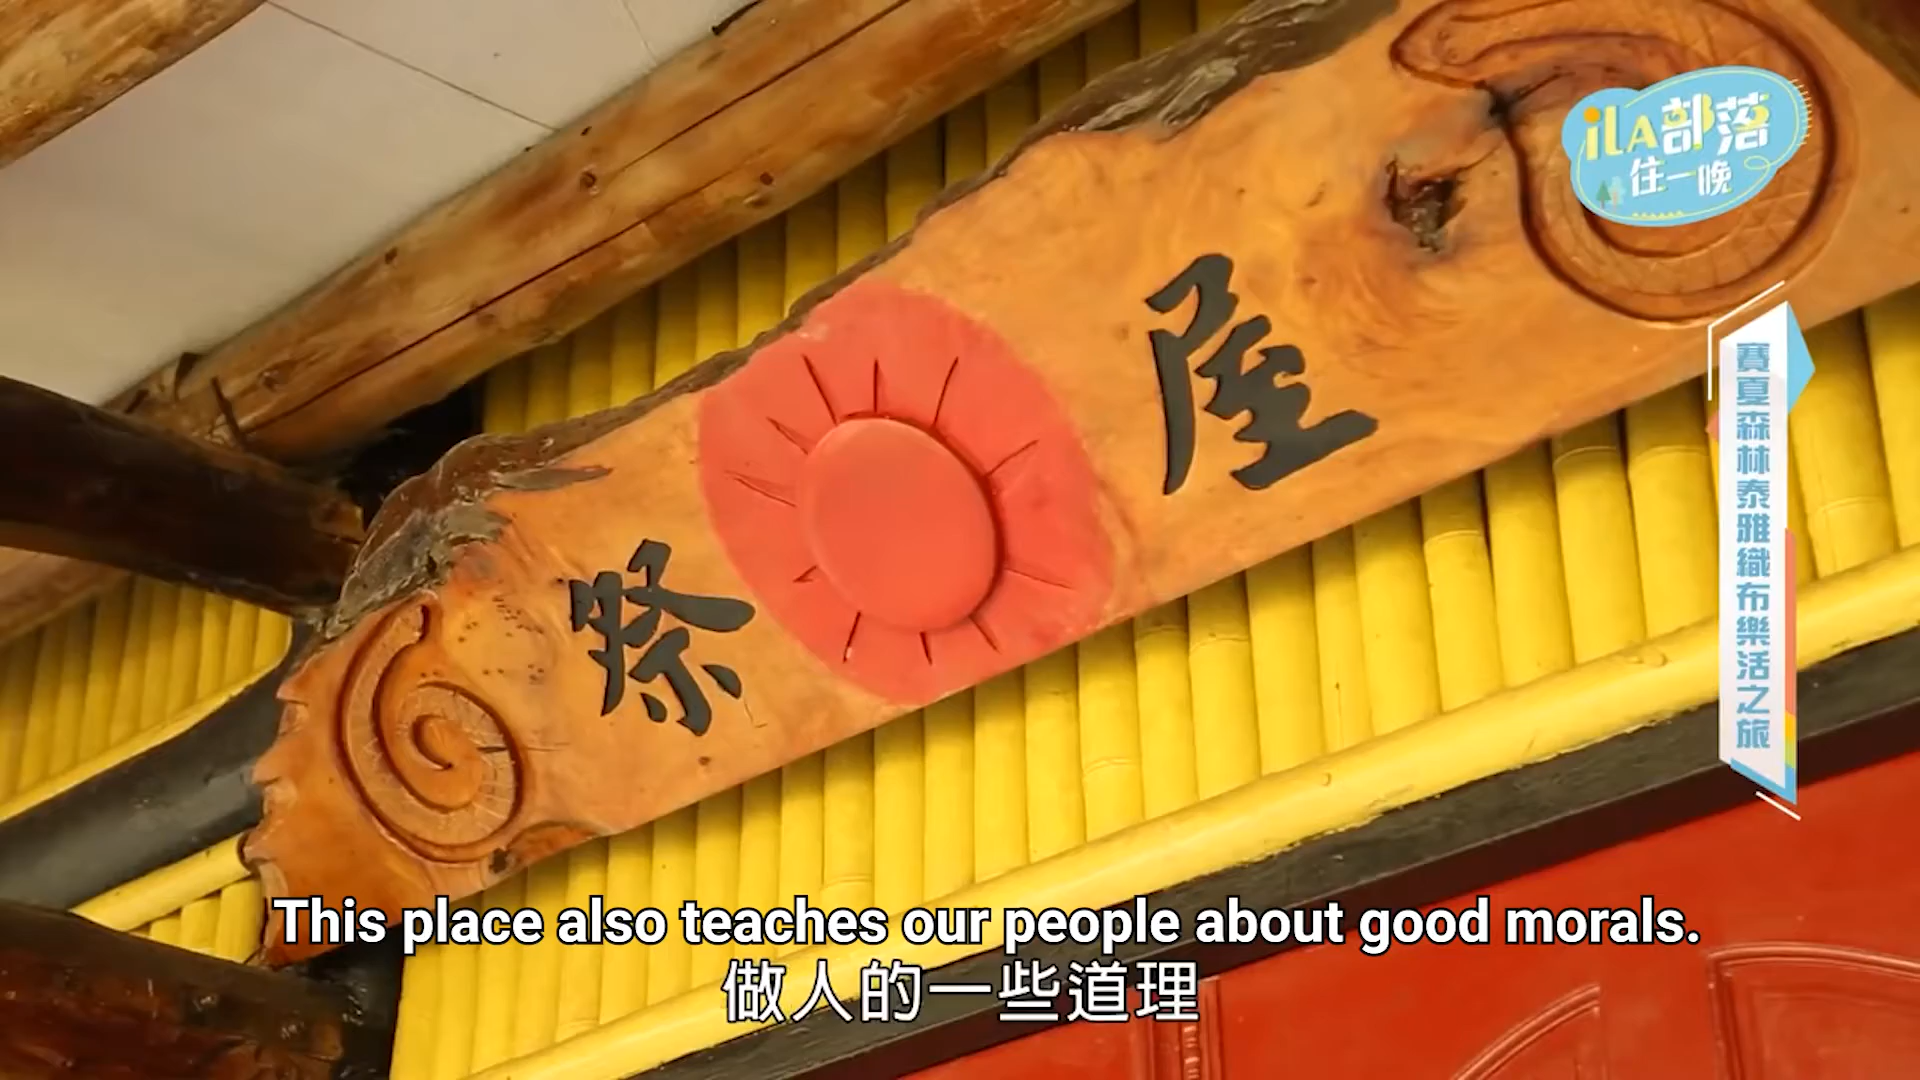 iLA部落
住一晚
祭 屋
賽夏森林泰雅織布樂活之旅
This place also teaches our people about good morals.
做人的一些道理